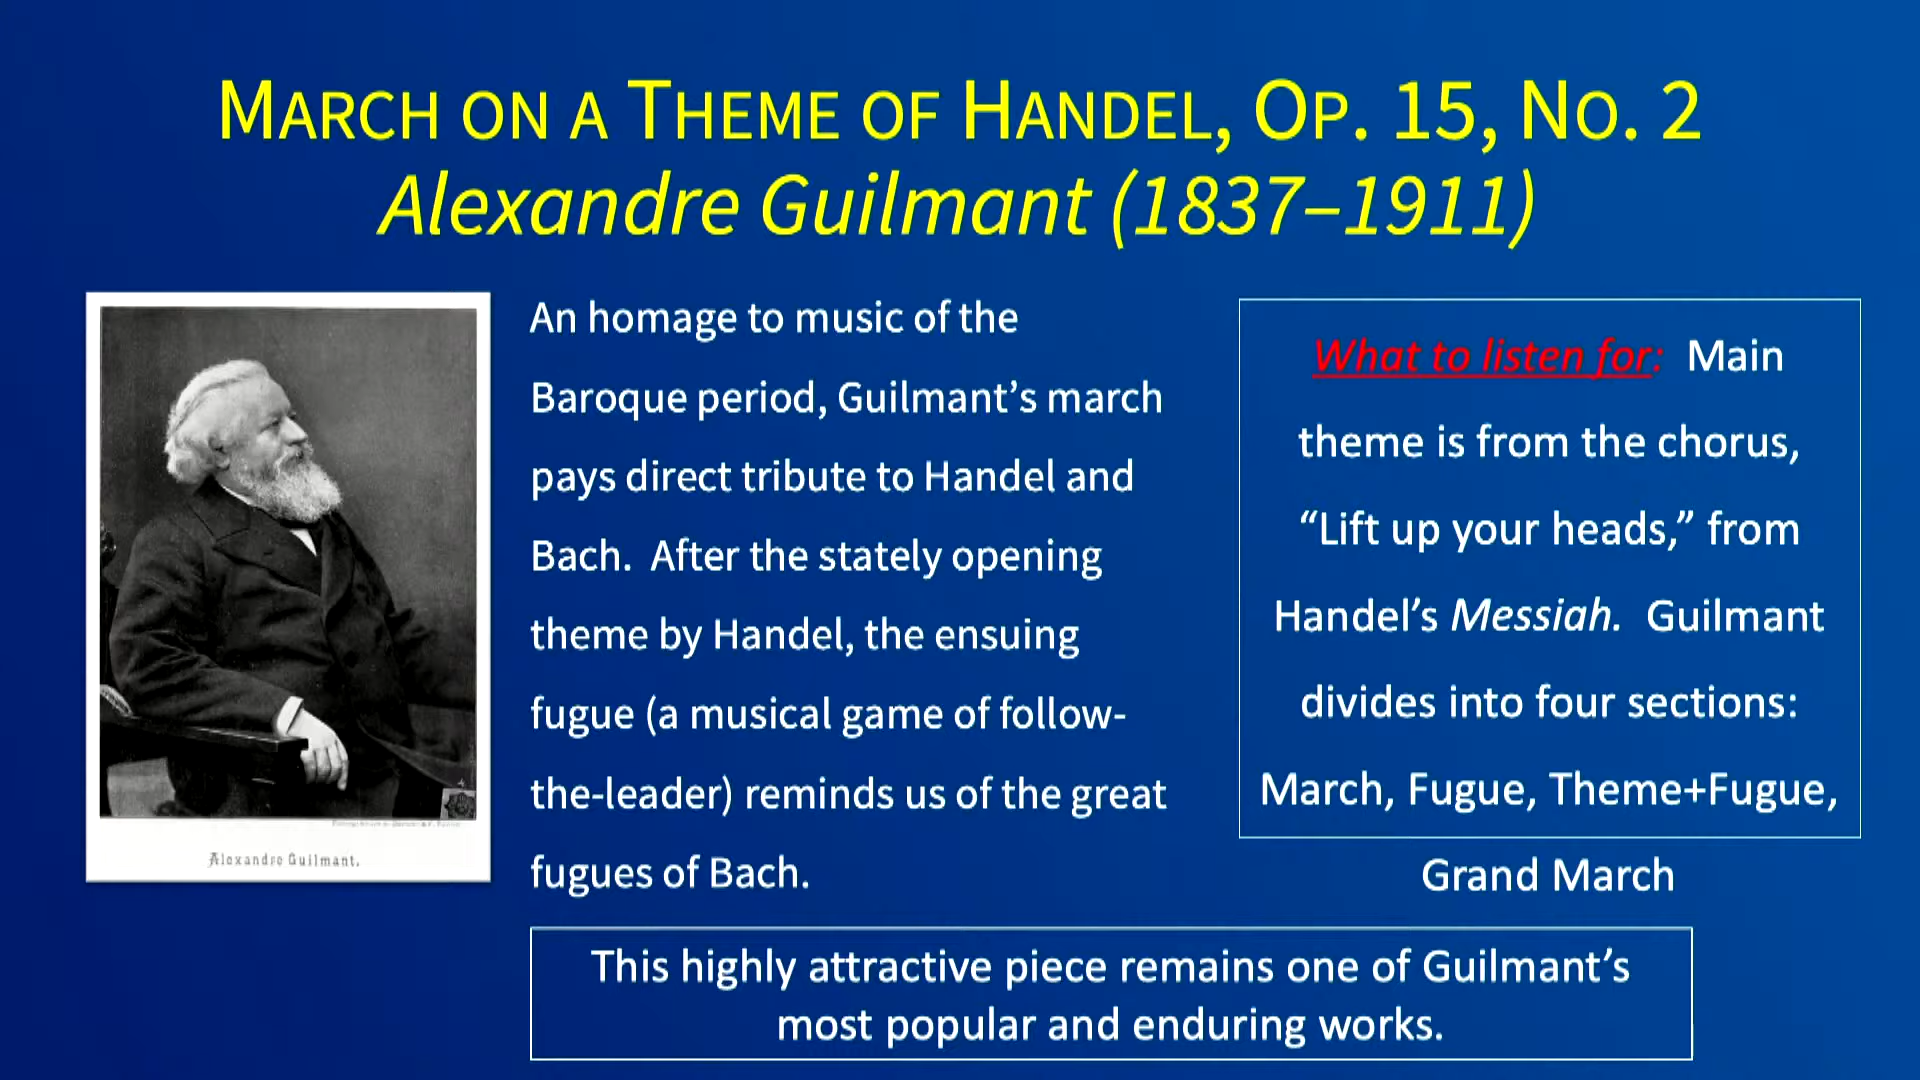 MARCH ON A THEME OF HANDEL, OP. 15, NO. 2
Alexandre Guilmant (1837–1911)
An homage to music of the
Baroque period, Guilmant’s march
pays direct tribute to Handel and
Bach.  After the stately opening
theme by Handel, the ensuing
fugue (a musical game of follow-
the-leader) reminds us of the great
fugues of Bach.
What to listen for:  Main
theme is from the chorus,
“Lift up your heads,” from
Handel’s Messiah.  Guilmant
divides into four sections:
March, Fugue, Theme+Fugue,
Grand March
Alexandre Guilmant.
This highly attractive piece remains one of Guilmant’s
most popular and enduring works.